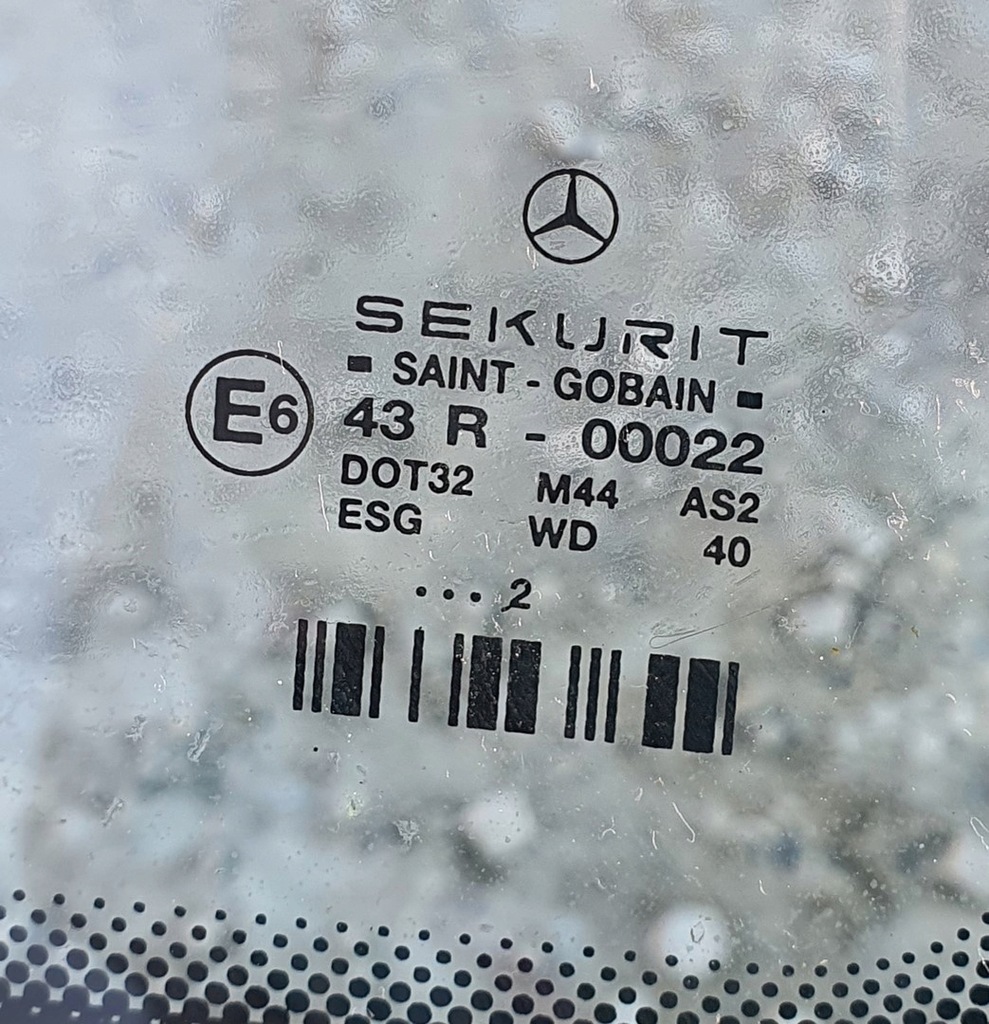 SEKURIT
SAINT - GOBAIN
E6 43 R - 00022
DOT32 M44 AS2
ESG WD 40
... 2